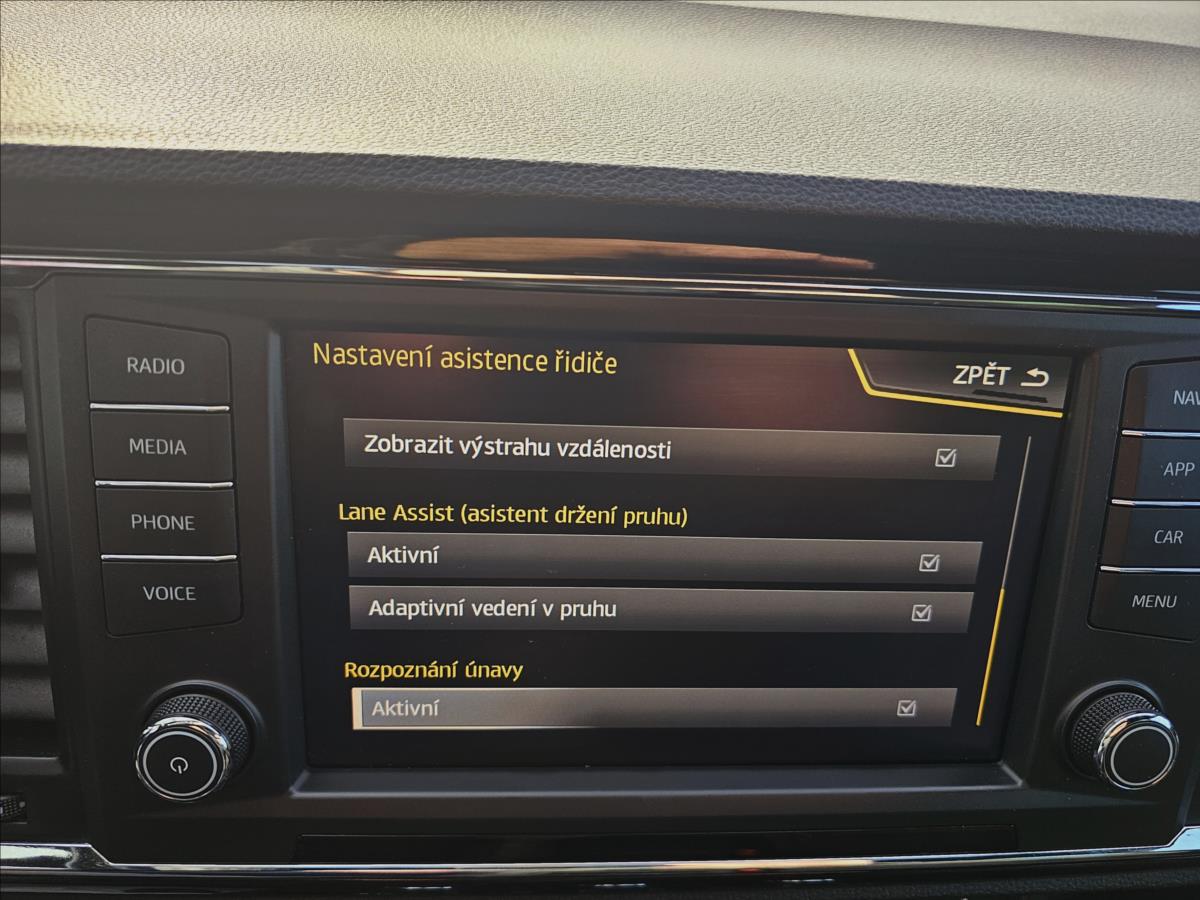 Nastavení asistence řidiče
ZPĚT
Zobrazit výstrahu vzdálenosti
Lane Assist (asistent držení pruhu)
Aktivní
Adaptivní vedení v pruhu
Rozpoznání únavy
Aktivní
RADIO
MEDIA
PHONE
VOICE
NAV
APP
CAR
MENU